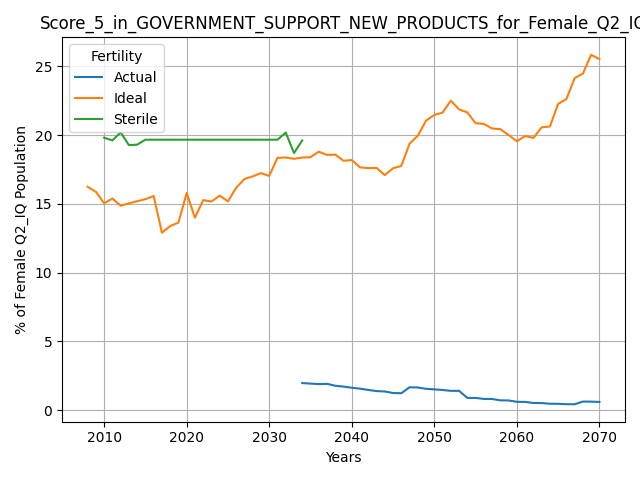 Score_5_in_GOVERNMENT_SUPPORT_NEW_PRODUCTS_for_Female_Q2_IQ
Fertility
Actual
Ideal
Sterile
% of Female Q2_IQ Population
25
20
15
10
5
0
2010 2020 2030 2040 2050 2060 2070
Years